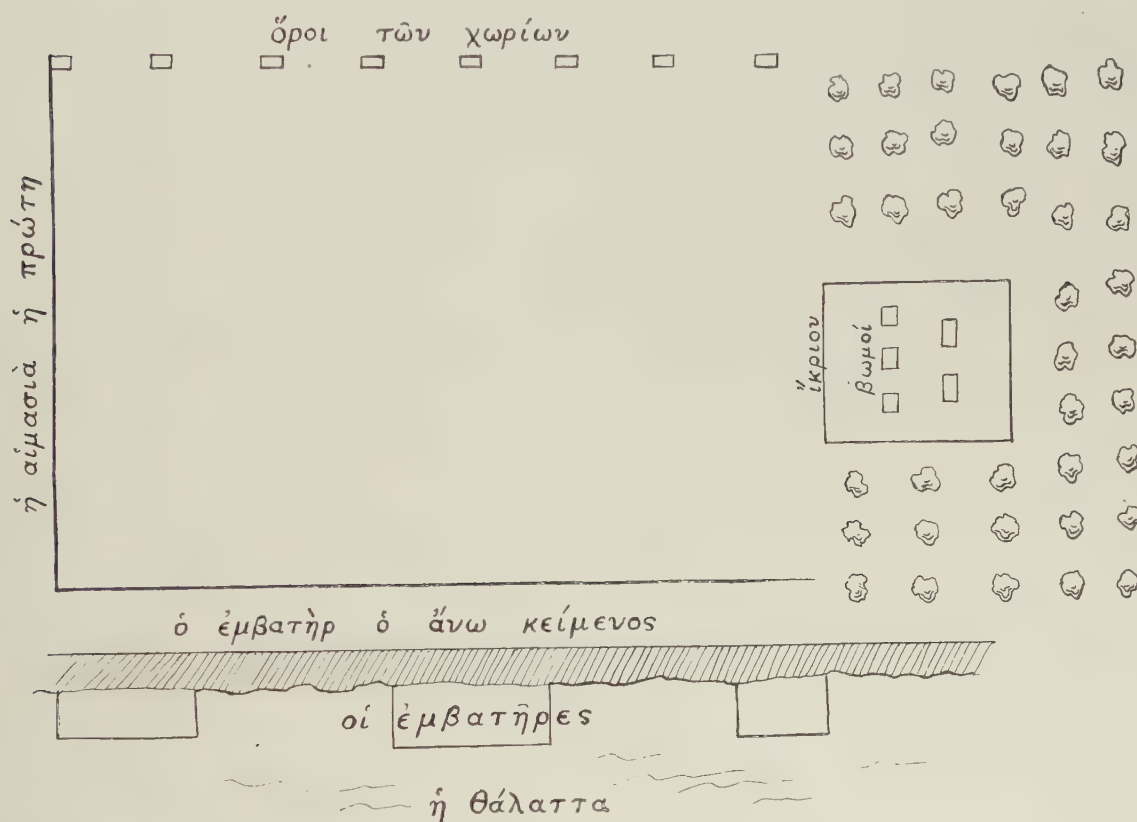 ὅροι τῶν χωρίων
ἡ αἱμασιὰ ἡ πρώτη
ἴκριον
βωμοί
ὁ ἐμβατὴρ ὁ ἄνω κείμενος
οἱ ἐμβατῆρες
ἡ θάλαττα